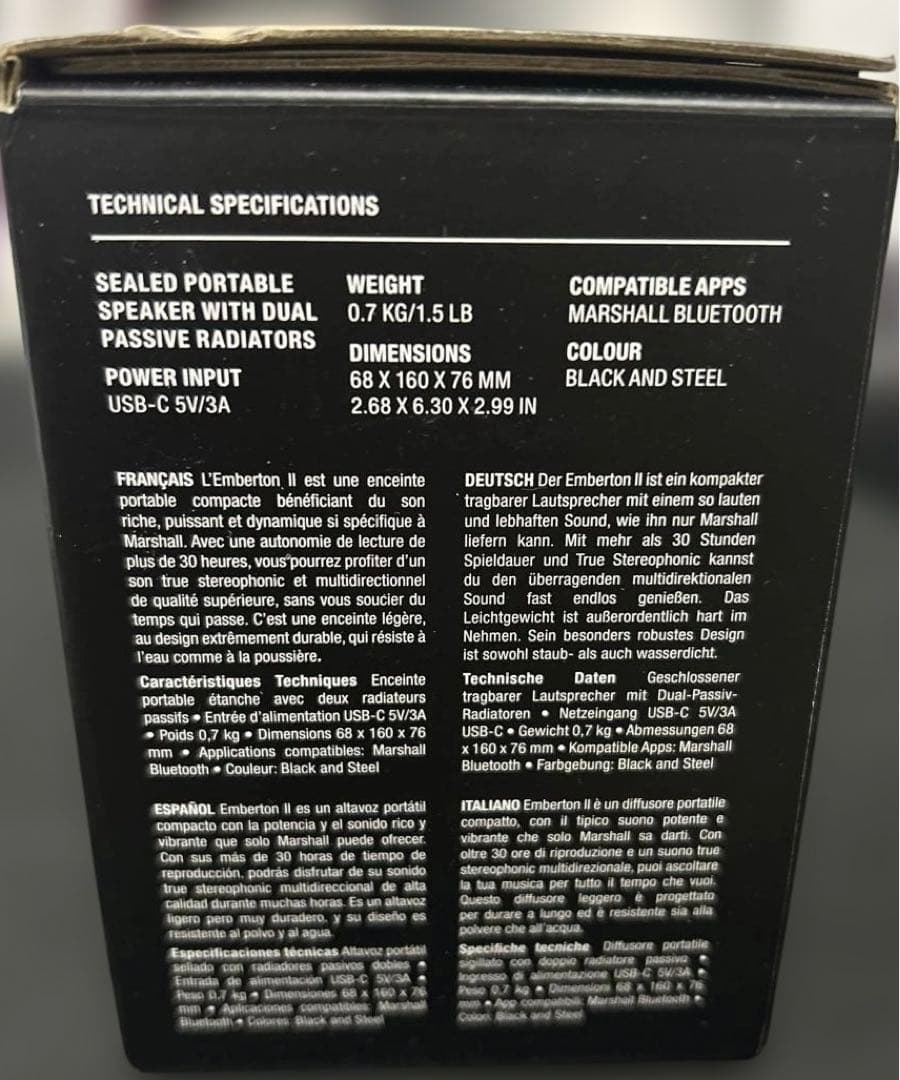 TECHNICAL SPECIFICATIONS
SEALED PORTABLE
SPEAKER WITH DUAL
PASSIVE RADIATORS
POWER INPUT
USB-C 5V/3A
WEIGHT
0.7 KG/1.5 LB
DIMENSIONS
68 X 160 X 76 MM
2.68 X 6.30 X 2.99 IN
COMPATIBLE APPS
MARSHALL BLUETOOTH
COLOUR
BLACK AND STEEL
FRANÇAIS L'Emberton II est une enceinte
portable compacte bénéficiant du son
riche, puissant et dynamique si spécifique à
Marshall. Avec une autonomie de lecture de
plus de 30 heures, vous pourrez profiter d'un
son true stereophonic et multidirectionnel
de qualité supérieure, sans vous soucier du
temps qui passe. C'est une enceinte légère,
au design extrêmement durable, qui résiste à
l'eau comme à la poussière.
Caractéristiques Techniques Enceinte
portable étanche avec deux radiateurs
passifs • Entrée d'alimentation USB-C 5V/3A
• Poids 0,7 kg • Dimensions 68 x 160 x 76
mm • Applications compatibles: Marshall
Bluetooth • Couleur: Black and Steel
DEUTSCH Der Emberton II ist ein kompakter
tragbarer Lautsprecher mit einem so lauten
und lebhaften Sound, wie ihn nur Marshall
liefern kann. Mit mehr als 30 Stunden
Spieldauer und True Stereophonic kannst
du den überragenden multidirektionalen
Sound fast endlos genießen. Das
Leichtgewicht ist außerordentlich hart im
Nehmen. Sein besonders robustes Design
ist sowohl staub- als auch wasserdicht.
Technische Daten Geschlossener
tragbarer Lautsprecher mit Dual-Passiv-
Radiatoren • Netzeingang USB-C 5V/3A
USB-C • Gewicht 0,7 kg • Abmessungen 68
x 160 x 76 mm • Kompatible Apps: Marshall
Bluetooth • Farbgebung: Black and Steel
ESPAÑOL Emberton II es un altavoz portátil
compacto con la potencia y el sonido rico y
vibrante que solo Marshall puede ofrecer.
Con sus más de 30 horas de tiempo de
reproducción, podrás disfrutar de su sonido
true stereophonic multidireccional de alta
calidad durante muchas horas. Es un altavoz
ligero pero muy duradero, y su diseño es
resistente al polvo y al agua.
Especificaciones técnicas Altavoz portátil
sellado con radiadores pasivos dobles •
Entrada de alimentación USB-C 5V/3A •
Peso 0,7 kg • Dimensiones 68 x 160 x 76
mm • Aplicaciones compatibles: Marshall
Bluetooth • Colores: Black and Steel
ITALIANO Emberton II è un diffusore portatile
compatto, con il tipico suono potente e
vibrante che solo Marshall sa darti. Con
oltre 30 ore di riproduzione e un suono true
stereophonic multidirezionale, puoi ascoltare
la tua musica per tutto il tempo che vuoi.
Questo diffusore leggero è progettato
per durare a lungo ed è resistente sia alla
polvere che all'acqua.
Specifiche tecniche Diffusore portatile
sigillato con doppio radiatore passivo •
Ingresso di alimentazione USB-C 5V/3A •
Peso 0,7 kg • Dimensioni 68 x 160 x 76
mm • App compatibili: Marshall Bluetooth •
Colori: Black and Steel